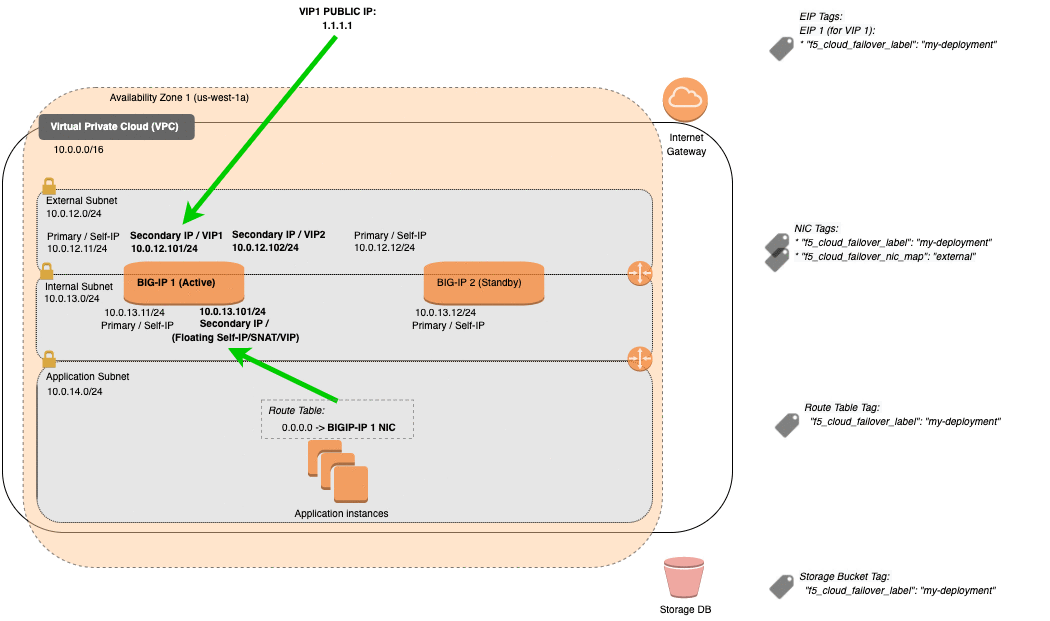 VIP1 PUBLIC IP:
1.1.1.1
EIP Tags:
EIP 1 (for VIP 1):
* "f5_cloud_failover_label": "my-deployment"
Availability Zone 1 (us-west-1a)
Virtual Private Cloud (VPC)
10.0.0.0/16
Internet
Gateway
External Subnet
10.0.12.0/24
Primary / Self-IP
10.0.12.11/24
Secondary IP / VIP1
10.0.12.101/24
Secondary IP / VIP2
10.0.12.102/24
Primary / Self-IP
10.0.12.12/24
NIC Tags:
* "f5_cloud_failover_label": "my-deployment"
* "f5_cloud_failover_nic_map": "external"
Internal Subnet
10.0.13.0/24
BIG-IP 1 (Active)
BIG-IP 2 (Standby)
10.0.13.11/24
Primary / Self-IP
10.0.13.101/24
Secondary IP /
(Floating Self-IP/SNAT/VIP)
10.0.13.12/24
Primary / Self-IP
Application Subnet
10.0.14.0/24
Route Table:
0.0.0.0 -> BIGIP-IP 1 NIC
Application instances
Route Table Tag:
"f5_cloud_failover_label": "my-deployment"
Storage DB
Storage Bucket Tag:
"f5_cloud_failover_label": "my-deployment"